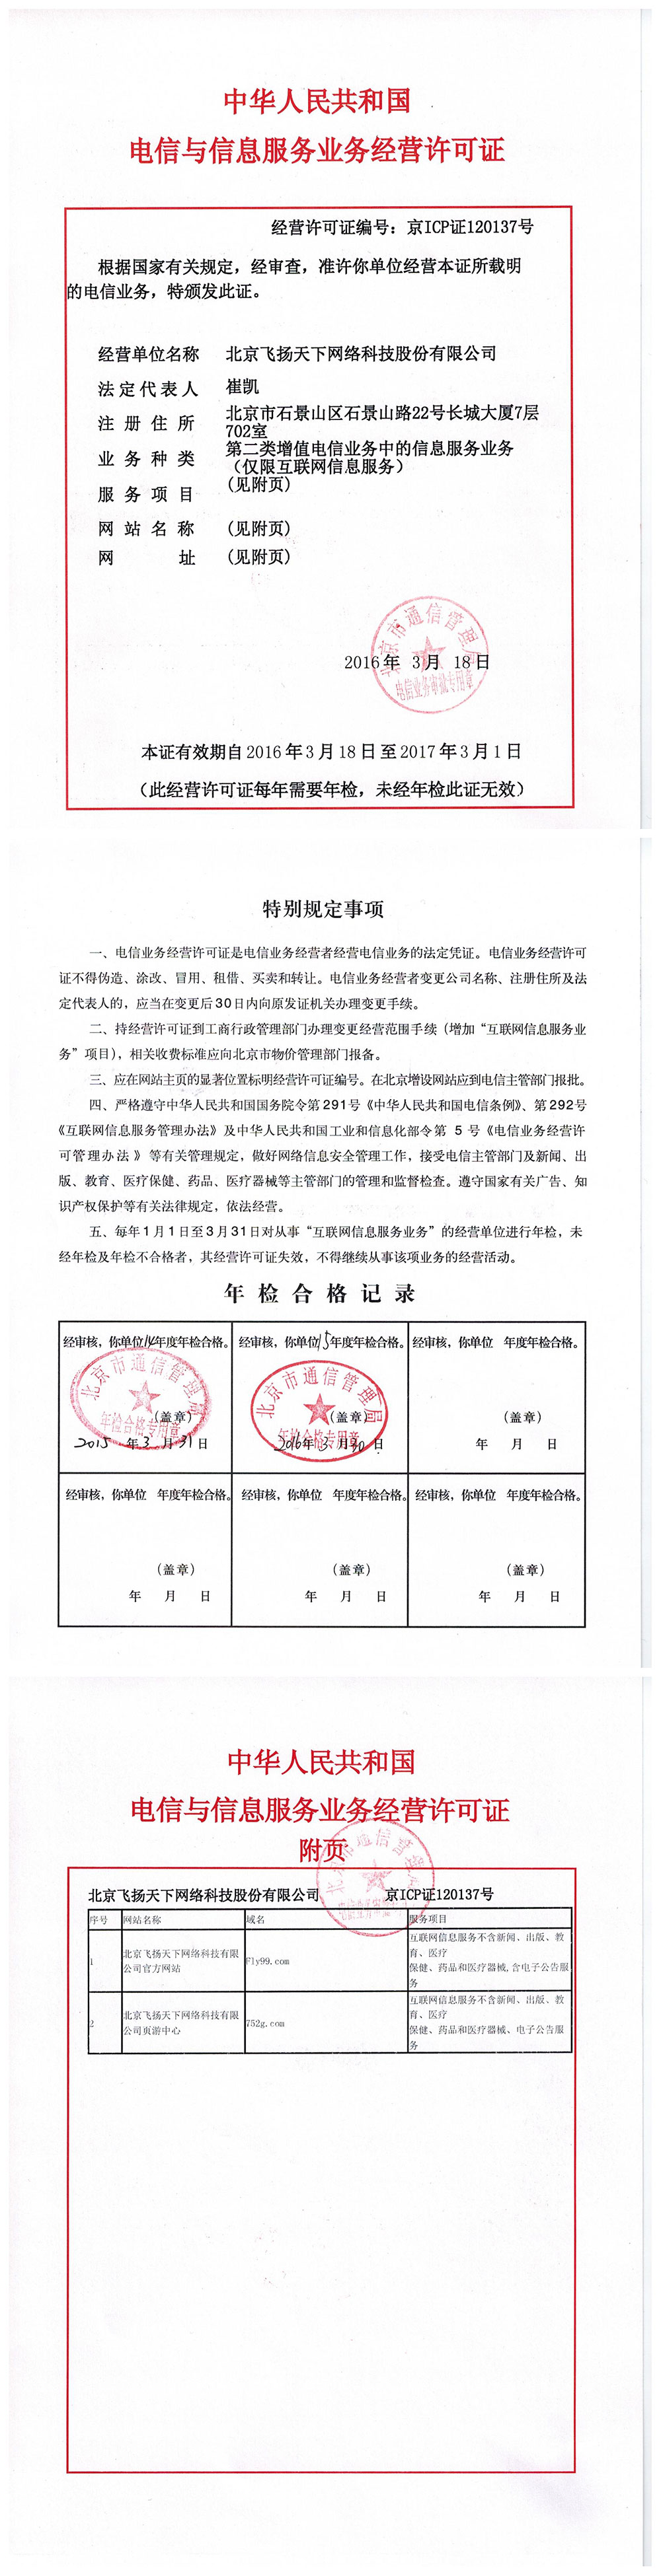 中华人民共和国
电信与信息服务业务经营许可证
经营许可证编号：京ICP证120137号
根据国家有关规定，经审查，准许你单位经营本证所载明
的电信业务，特颁发此证。
经营单位名称 北京飞扬天下网络科技股份有限公司
法定代表人 崔凯
注册住所 北京市石景山区石景山路22号长城大厦7层
702室
业务种类 第二类增值电信业务中的信息服务业务
（仅限互联网信息服务）
服务项目 （见附页）
网站名称 （见附页）
网址 （见附页）
北京市通信管理局
2016年 3月 18日
电信业务审批专用章
本证有效期自2016年3月18日至2017年3月1日
（此经营许可证每年需要年检，未经年检此证无效）
特别规定事项
一、电信业务经营许可证是电信业务经营者经营电信业务的法定凭证。电信业务经营许可
证不得伪造、涂改、冒用、租借、买卖和转让。电信业务经营者变更公司名称、注册住所及法
定代表人的，应当在变更后30日内向原发证机关办理变更手续。
二、持经营许可证到工商行政管理部门办理变更经营范围手续（增加“互联网信息服务业
务”项目），相关收费标准应向北京市物价管理部门报备。
三、应在网站主页的显著位置标明经营许可证编号。在北京增设网站应到电信主管部门报批。
四、严格遵守中华人民共和国国务院令第291号《中华人民共和国电信条例》、第292号
《互联网信息服务管理办法》及中华人民共和国工业和信息化部令第 5 号《电信业务经营许
可管理办法》等有关管理规定，做好网络信息安全管理工作，接受电信主管部门及新闻、出
版、教育、医疗保健、药品、医疗器械等主管部门的管理和监督检查。遵守国家有关广告、知
识产权保护等有关法律规定，依法经营。
五、每年1月1日至3月31日对从事“互联网信息服务业务”的经营单位进行年检，未
经年检及年检不合格者，其经营许可证失效，不得继续从事该项业务的经营活动。
年检合格记录
经审核，你单位14年度年检合格。 经审核，你单位15年度年检合格。 经审核，你单位 年度年检合格。
北京市通信管理局 北京市通信管理局
（盖章） （盖章） （盖章）
年检合格专用章 年检合格专用章
2015 年 3 月 31 日 2016年 3 月30 日 年 月 日
经审核，你单位 年度年检合格。 经审核，你单位 年度年检合格。 经审核，你单位 年度年检合格。
（盖章） （盖章） （盖章）
年 月 日 年 月 日 年 月 日
中华人民共和国
电信与信息服务业务经营许可证
附页
北京飞扬天下网络科技股份有限公司 京ICP证120137号
序号 网站名称 域名 服务项目
1 北京飞扬天下网络科技有限
公司官方网站 Fly99.com 互联网信息服务不含新闻、出版、教
育、医疗
保健、药品和医疗器械,含电子公告服
务
2 北京飞扬天下网络科技有限
公司页游中心 752g.com 互联网信息服务不含新闻、出版、教
育、医疗
保健、药品和医疗器械、电子公告服
务